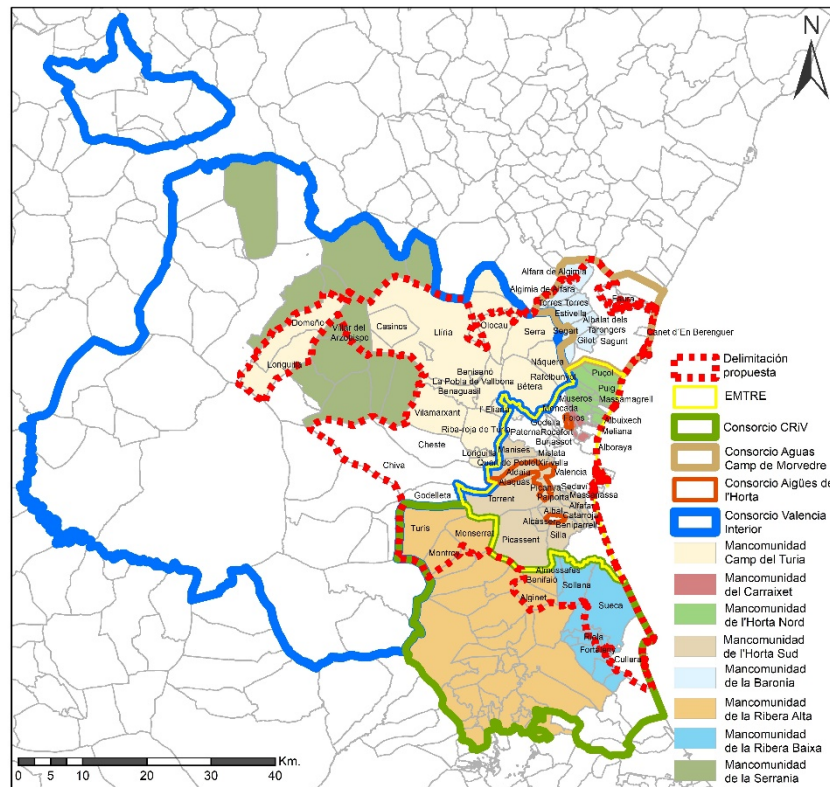 N
Alfara de Algimia
Algimia de Alfara
Torres Torres
Faura
Estivella
Domeño
Casinos
Olocau
Serra
Segart
Albalat dels
Tarongers
Canet d'En Berenguer
Villar del
Arzobispo
Llíria
Gilet
Sagunt
Longuilla
Náquera
Benisanó
Rafelbunyol
Puçol
La Pobla de Vallbona
Bétera
Benaguasil
Puig
Museros
Massamagrell
Vilamarxant
l'Eliana
Moncada
Foios
Albuixech
Godella
Meliana
Riba-roja de Turia
Paterna
Rocafort
Burjassot
Alboraya
Cheste
Longuilla
Manises
Mislata
Quart de Poblet
Xirivella
Chiva
Aldaia
Valencia
Alaquàs
Picanya
Sedaví
Godelleta
Torrent
Paiporta
Massanassa
Alfafar
Albal
Catarroja
Turís
Alcàsser
Beniparrell
Monserrat
Picassent
Silla
Montroy
Almussafes
Benifaió
Sollana
Alginet
Sueca
Riola
Fortaleny
Cullera
Delimitación
propuesta
EMTRE
Consorcio CRiV
Consorcio Aguas
Camp de Morvedre
Consorcio Aigües de
l'Horta
Consorcio Valencia
Interior
Mancomunidad
Camp del Turia
Mancomunidad
del Carraixet
Mancomunidad
de l'Horta Nord
Mancomunidad
de l'Horta Sud
Mancomunidad
de la Baronia
Mancomunidad
de la Ribera Alta
Mancomunidad
de la Ribera Baixa
Mancomunidad
de la Serrania
Km.
0 5 10 20 30 40